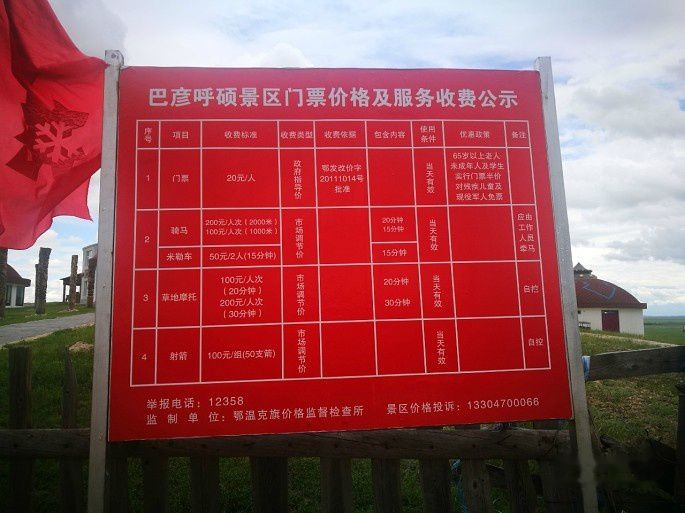 巴彦呼硕景区门票价格及服务收费公示
序号 项目 收费标准 收费类型 收费依据 包含内容 使用条件 优惠政策 备注
1 门票 20元/人 政府指导价 鄂发改价字20111014号批准 当天有效 65岁以上老人未成年人及学生实行门票半价对残疾儿童及现役军人免票
2 骑马 200元/人次（2000米） 100元/人次（1000米） 市场调节价 20分钟 15分钟 当天有效 应由工作人员牵马
米勒车 50元/2人(15分钟) 15分钟
3 草地摩托 100元/人次（20分钟） 200元/人次（30分钟） 市场调节价 20分钟 30分钟 当天有效 自控
4 射箭 100元/组(50支箭) 市场调节价 当天有效 自控
举报电话：12358
监制单位：鄂温克旗价格监督检查所 景区价格投诉：13304700066